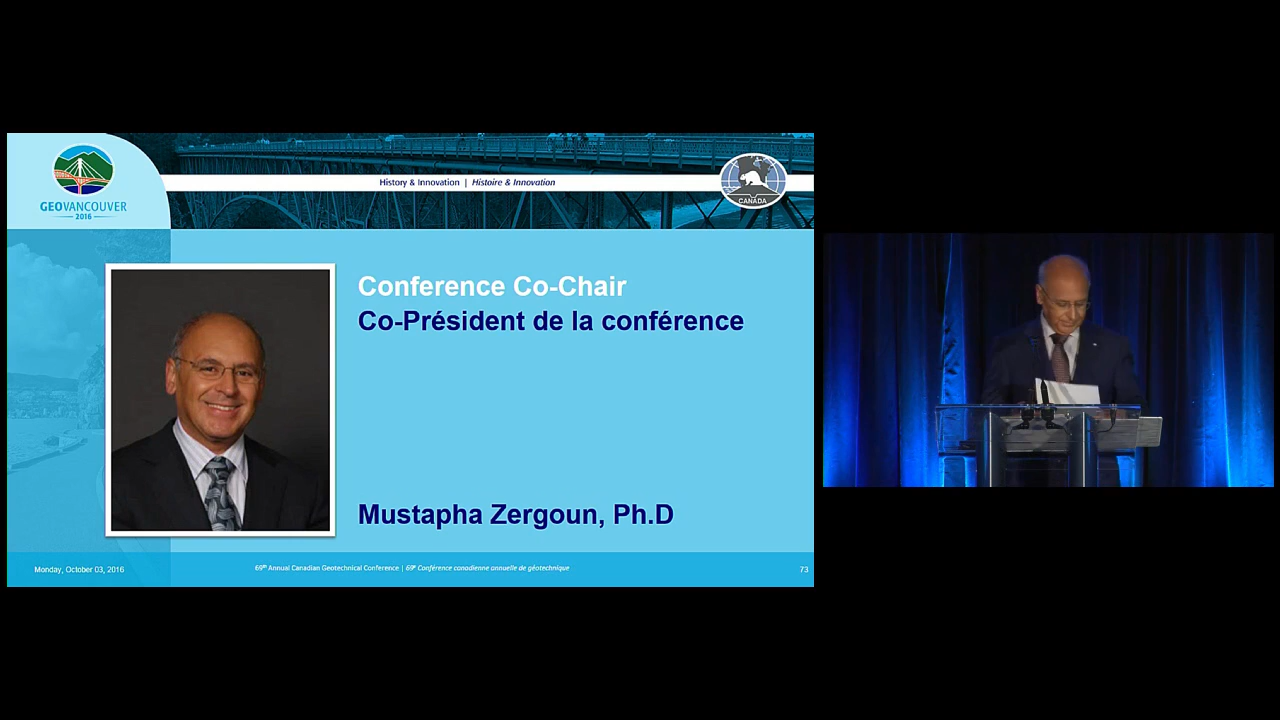 GEOVANCOUVER
2016
History & Innovation | Histoire & Innovation
CANADA
Conference Co-Chair
Co-Président de la conférence
Mustapha Zergoun, Ph.D
Monday, October 03, 2016
69th Annual Canadian Geotechnical Conference | 69e Conférence canadienne annuelle de géotechnique
73